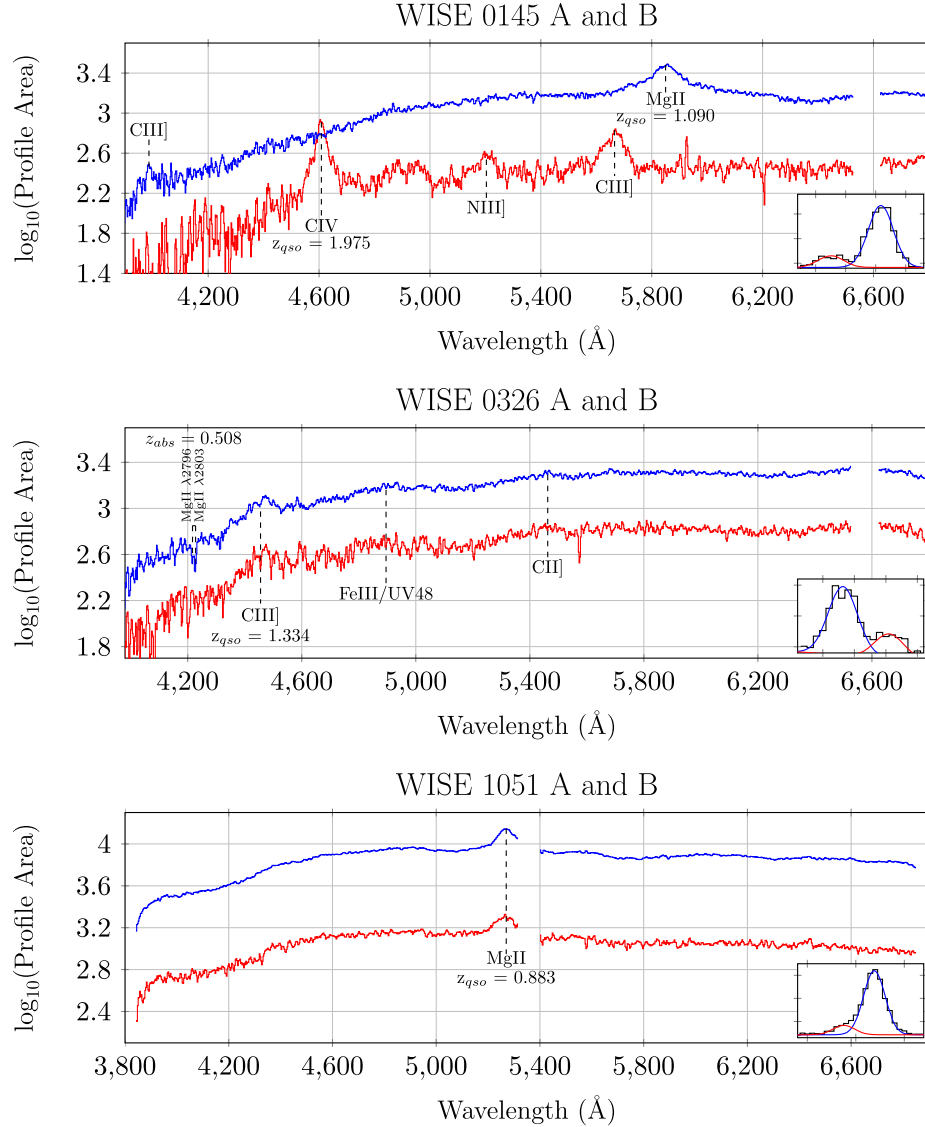 WISE 0145 A and B
log₁₀(Profile Area)
3.4
3
2.6
2.2
1.8
1.4
CIII]
MgII
z_qso = 1.090
CIV
z_qso = 1.975
NIII]
CIII]
4,200
4,600
5,000
5,400
5,800
6,200
6,600
Wavelength (Å)
WISE 0326 A and B
log₁₀(Profile Area)
3.4
3
2.6
2.2
1.8
z_abs = 0.508
MgII λ2796
MgII λ2803
CIII]
z_qso = 1.334
FeIII/UV48
CII]
4,200
4,600
5,000
5,400
5,800
6,200
6,600
Wavelength (Å)
WISE 1051 A and B
log₁₀(Profile Area)
4
3.6
3.2
2.8
2.4
MgII
z_qso = 0.883
3,800
4,200
4,600
5,000
5,400
5,800
6,200
6,600
Wavelength (Å)